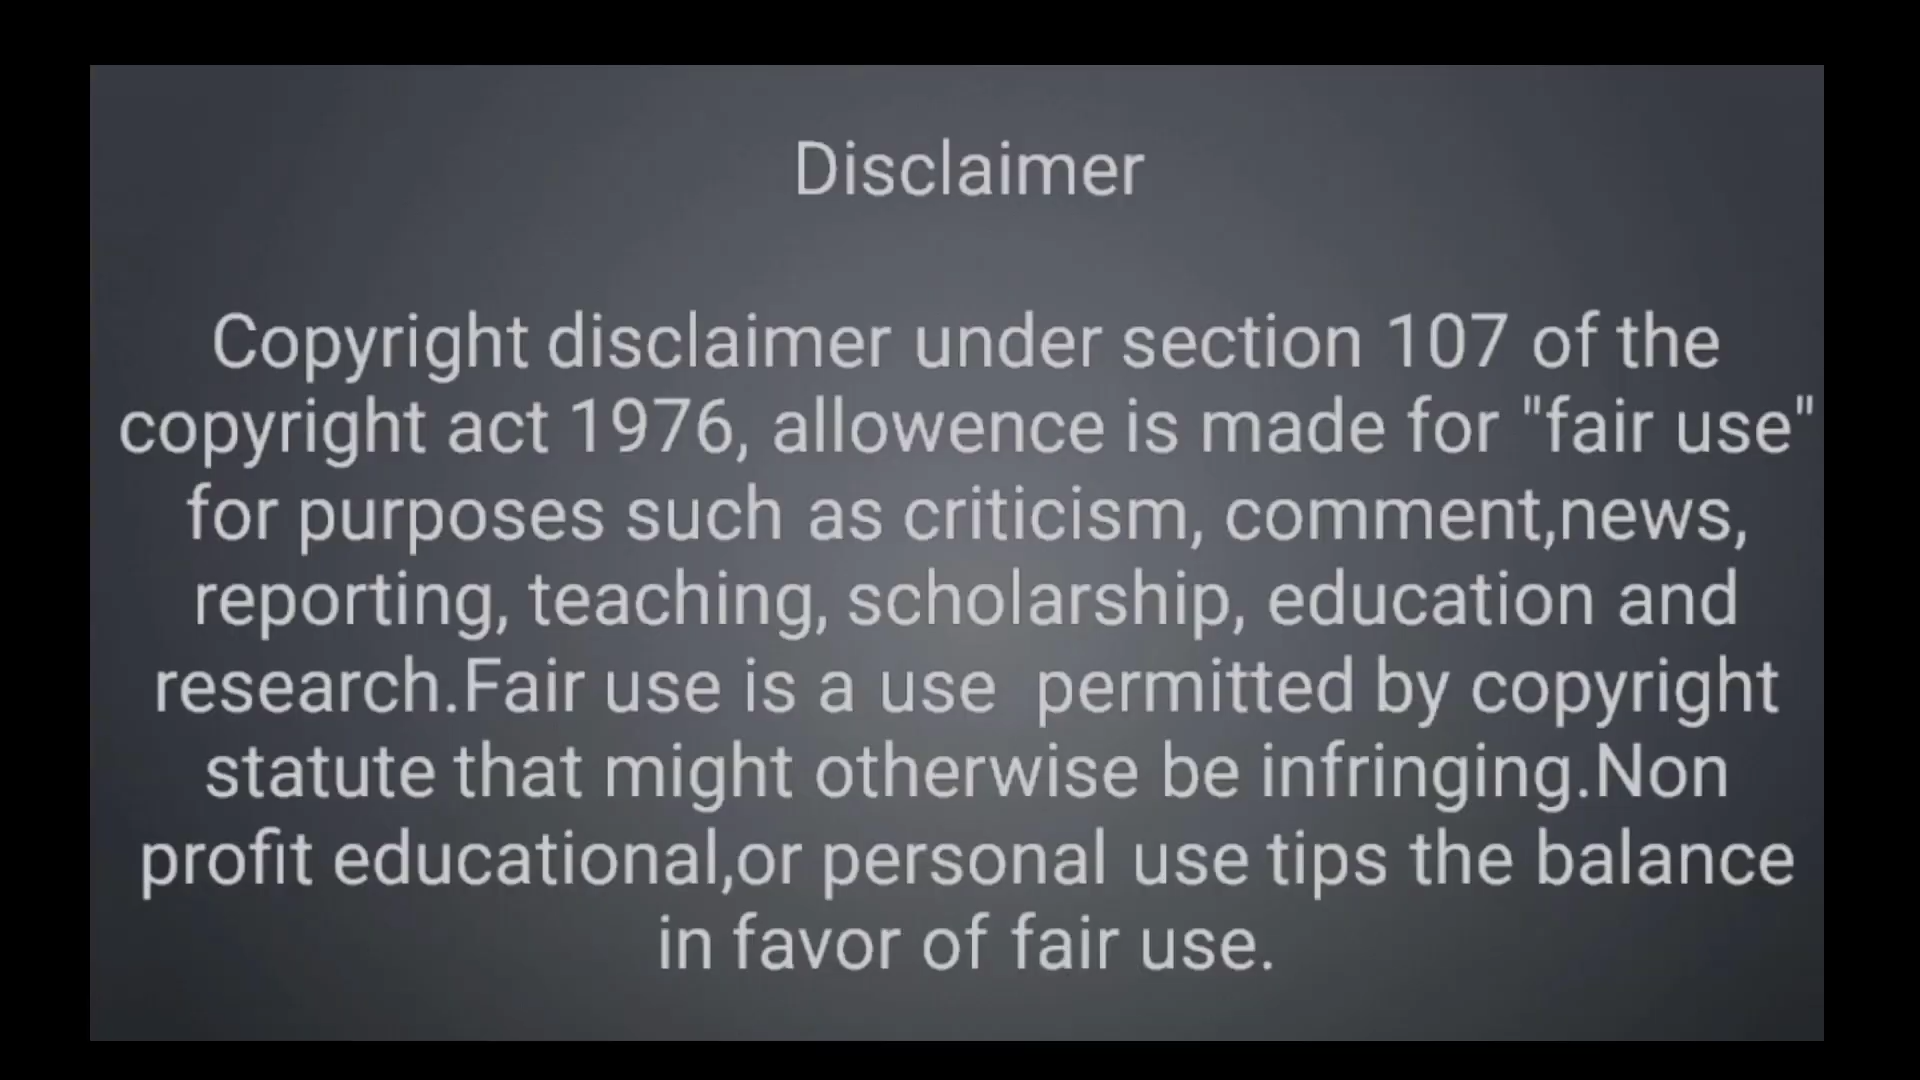 Disclaimer
Copyright disclaimer under section 107 of the
copyright act 1976, allowence is made for "fair use"
for purposes such as criticism, comment,news,
reporting, teaching, scholarship, education and
research.Fair use is a use  permitted by copyright
statute that might otherwise be infringing.Non
profit educational,or personal use tips the balance
in favor of fair use.